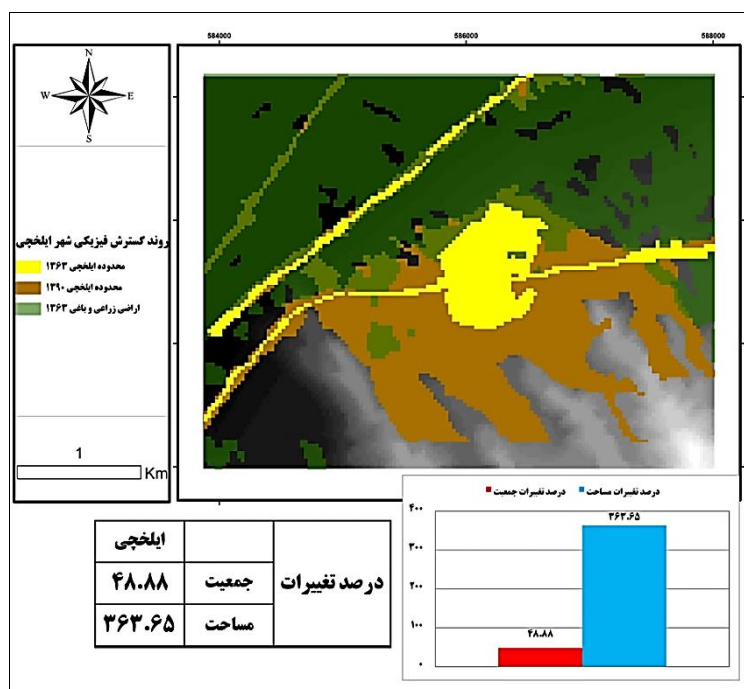 584000 586000 588000
N
W E
S
روند گسترش فیزیکی شهر ایلخچی
محدوده ایلخچی ۱۳۶۳
محدوده ایلخچی ۱۳۹۰
اراضی زراعی و باغی ۱۳۶۳
1
Km
درصد تغییرات مساحت درصد تغییرات جمعیت
۴۰۰
۳۶۳.۶۵
۳۰۰
۲۰۰
۱۰۰
۴۸.۸۸
۰
ایلخچی
درصد تغییرات
جمعیت ۴۸.۸۸
مساحت ۳۶۳.۶۵